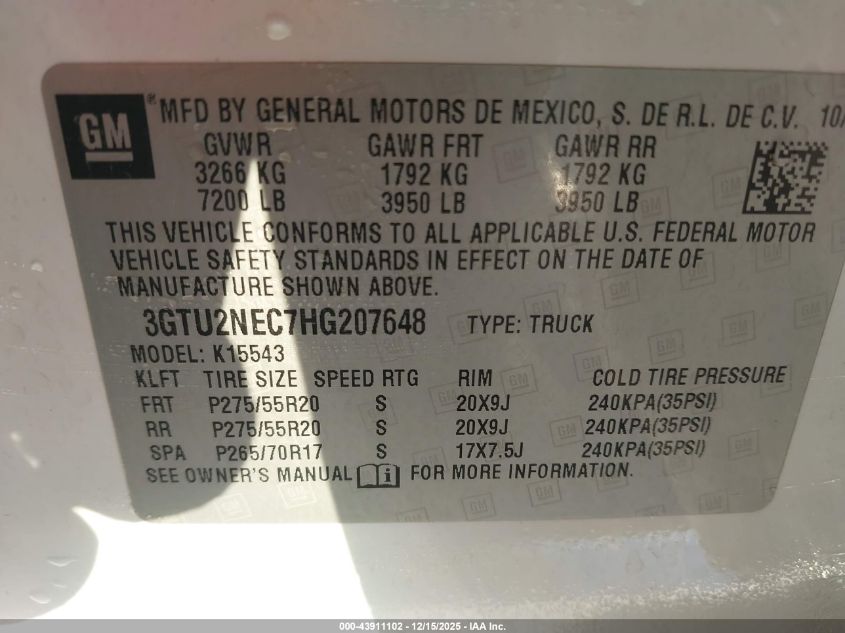 GM ® MFD BY GENERAL MOTORS DE MEXICO, S. DE R.L. DE C.V. 10/
GVWR GAWR FRT GAWR RR
3266 KG 1792 KG 1792 KG
7200 LB 3950 LB 3950 LB
THIS VEHICLE CONFORMS TO ALL APPLICABLE U.S. FEDERAL MOTOR
VEHICLE SAFETY STANDARDS IN EFFECT ON THE DATE OF
MANUFACTURE SHOWN ABOVE.
3GTU2NEC7HG207648 TYPE: TRUCK
MODEL: K15543
KLFT TIRE SIZE SPEED RTG RIM COLD TIRE PRESSURE
FRT P275/55R20 S 20X9J 240KPA(35PSI)
RR P275/55R20 S 20X9J 240KPA(35PSI)
SPA P265/70R17 S 17X7.5J 240KPA(35PSI)
SEE OWNER'S MANUAL i FOR MORE INFORMATION.
000-43911102 - 12/15/2025 - IAA Inc.